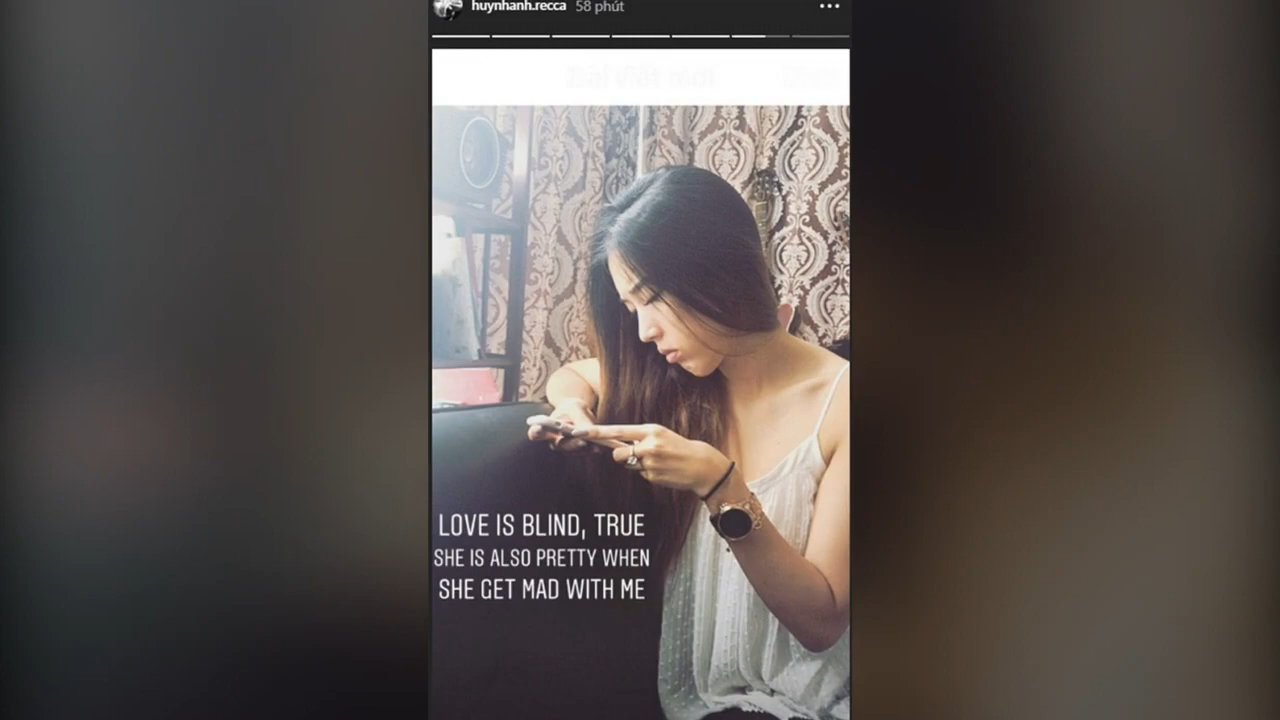 huynhanh.recca 58 phút
LOVE IS BLIND, TRUE
SHE IS ALSO PRETTY WHEN
SHE GET MAD WITH ME